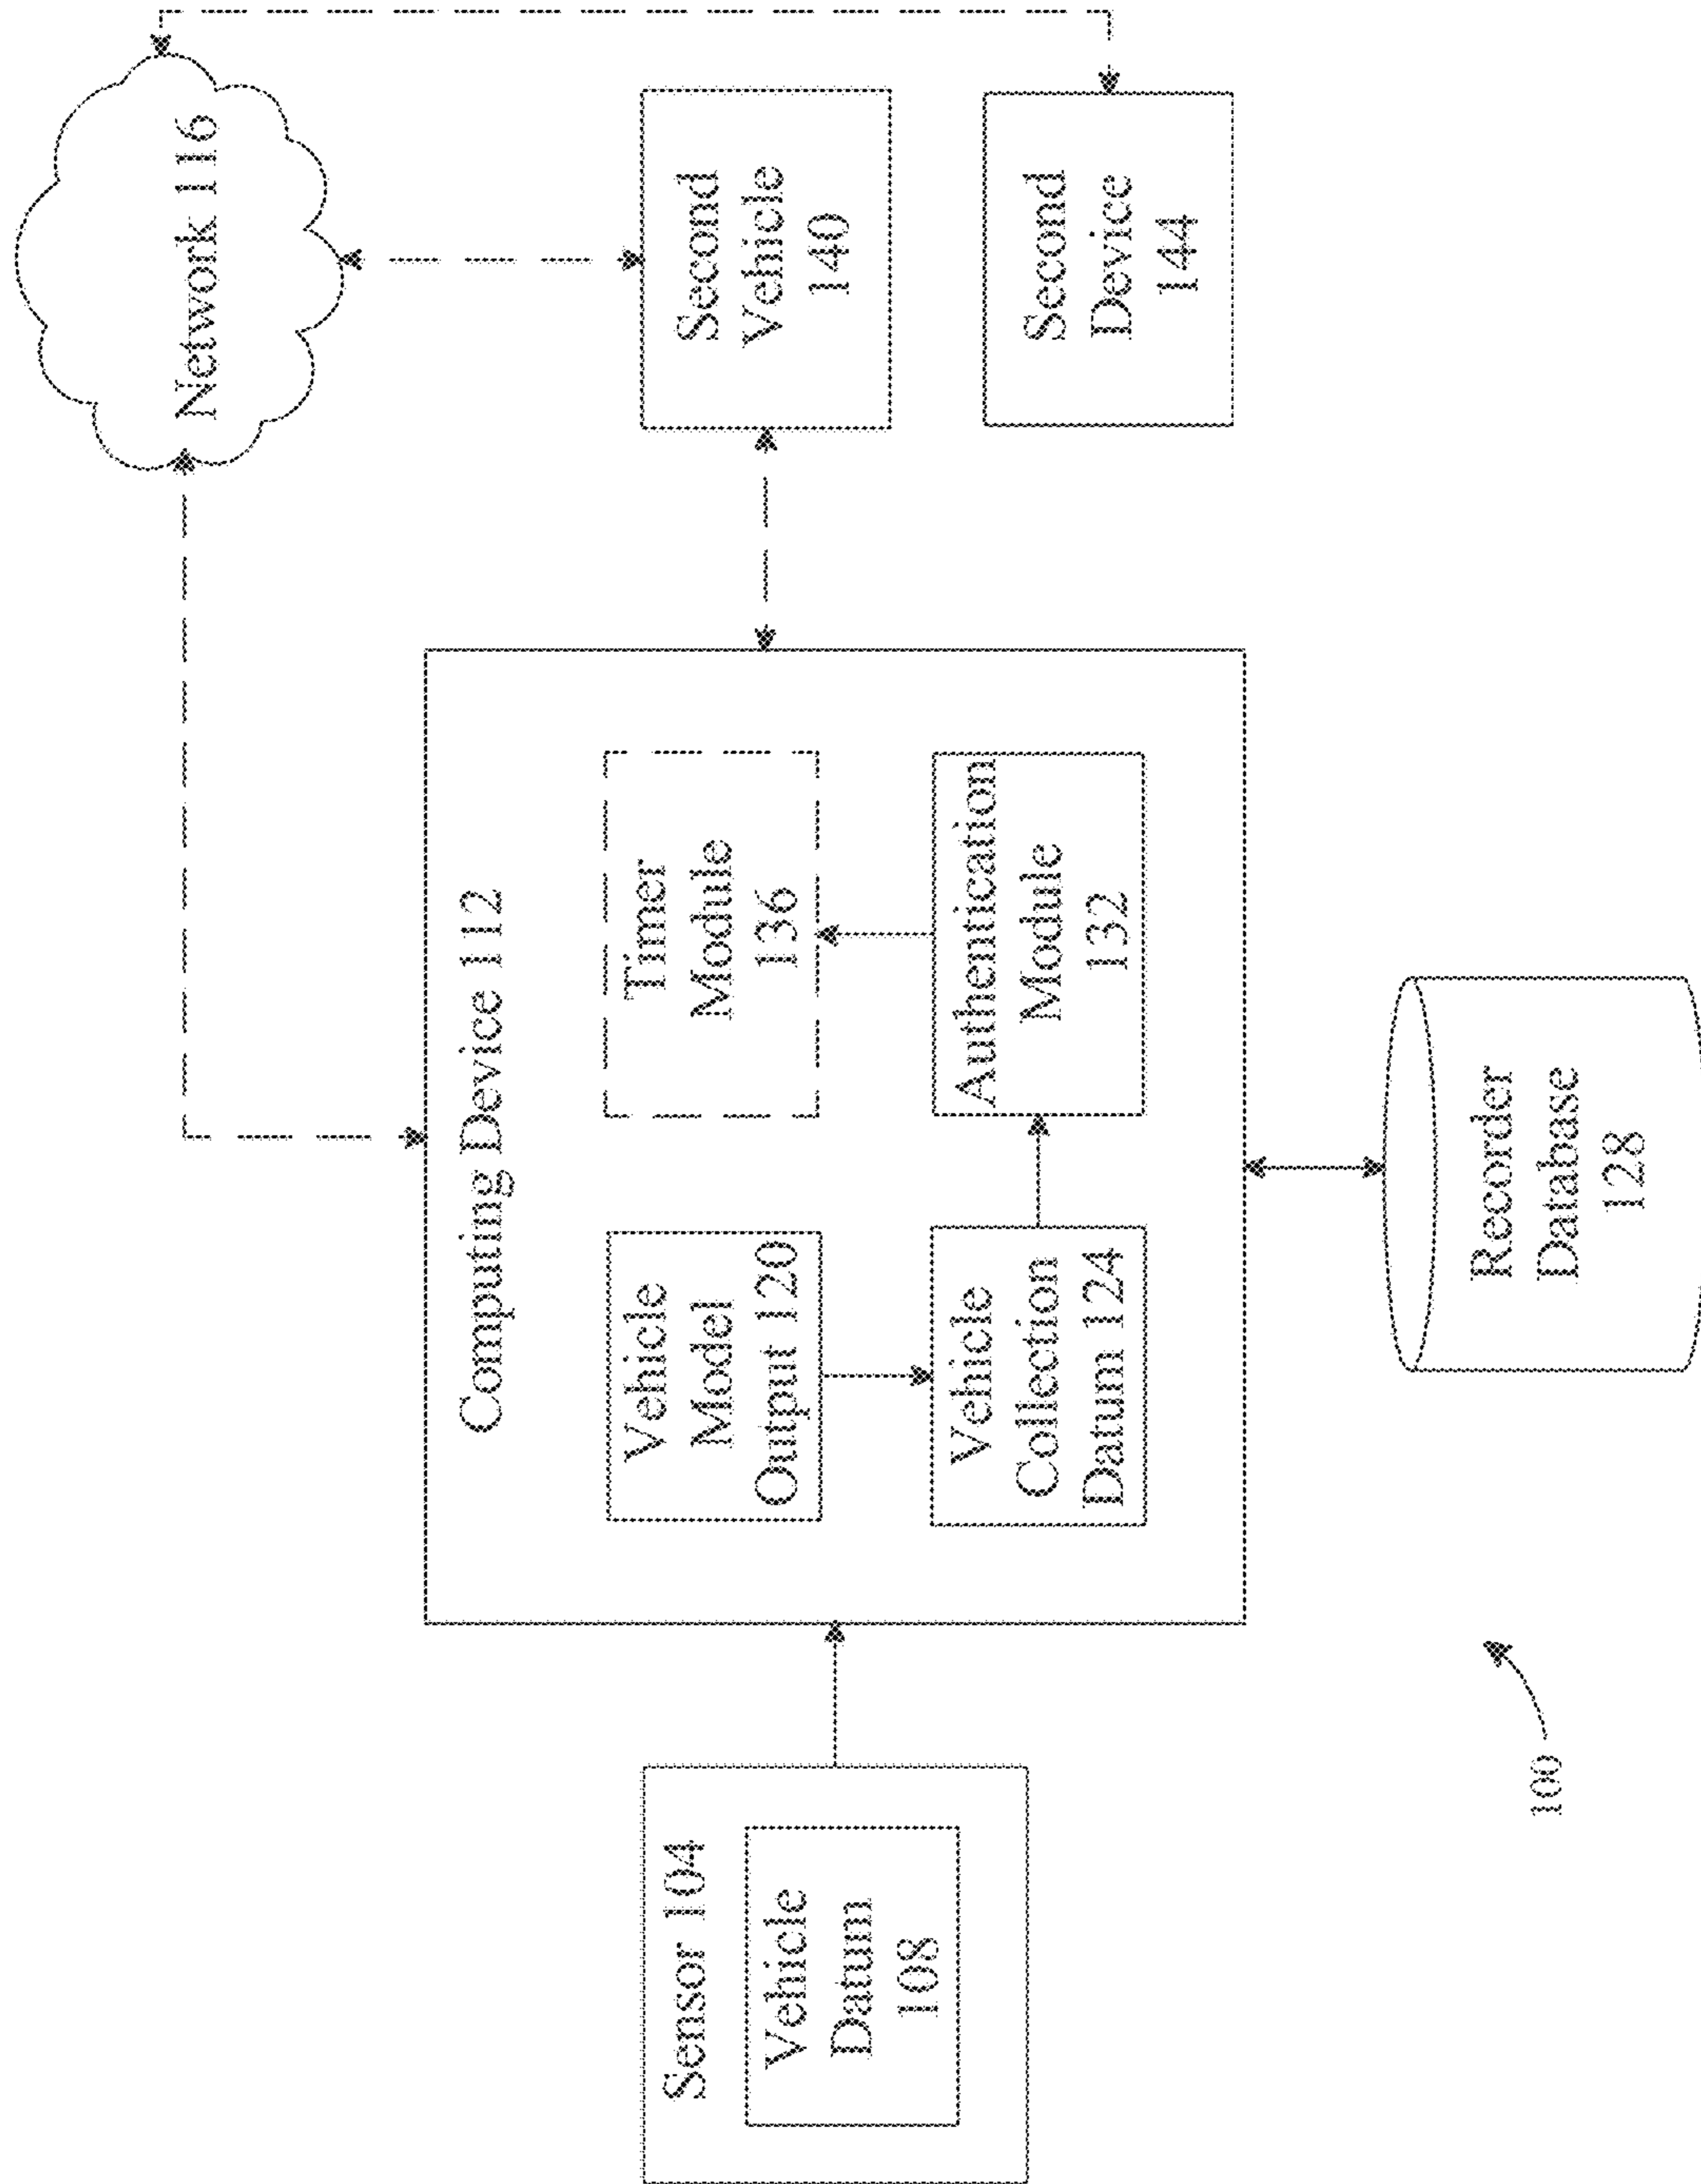 Sensor 104
Vehicle
Datum
108
Computing Device 112
Vehicle
Model
Output 120
Timer
Module
136
Vehicle
Collection
Datum 124
Authentication
Module
132
Network 116
Second
Vehicle
140
Second
Device
144
Recorder
Database
128
100